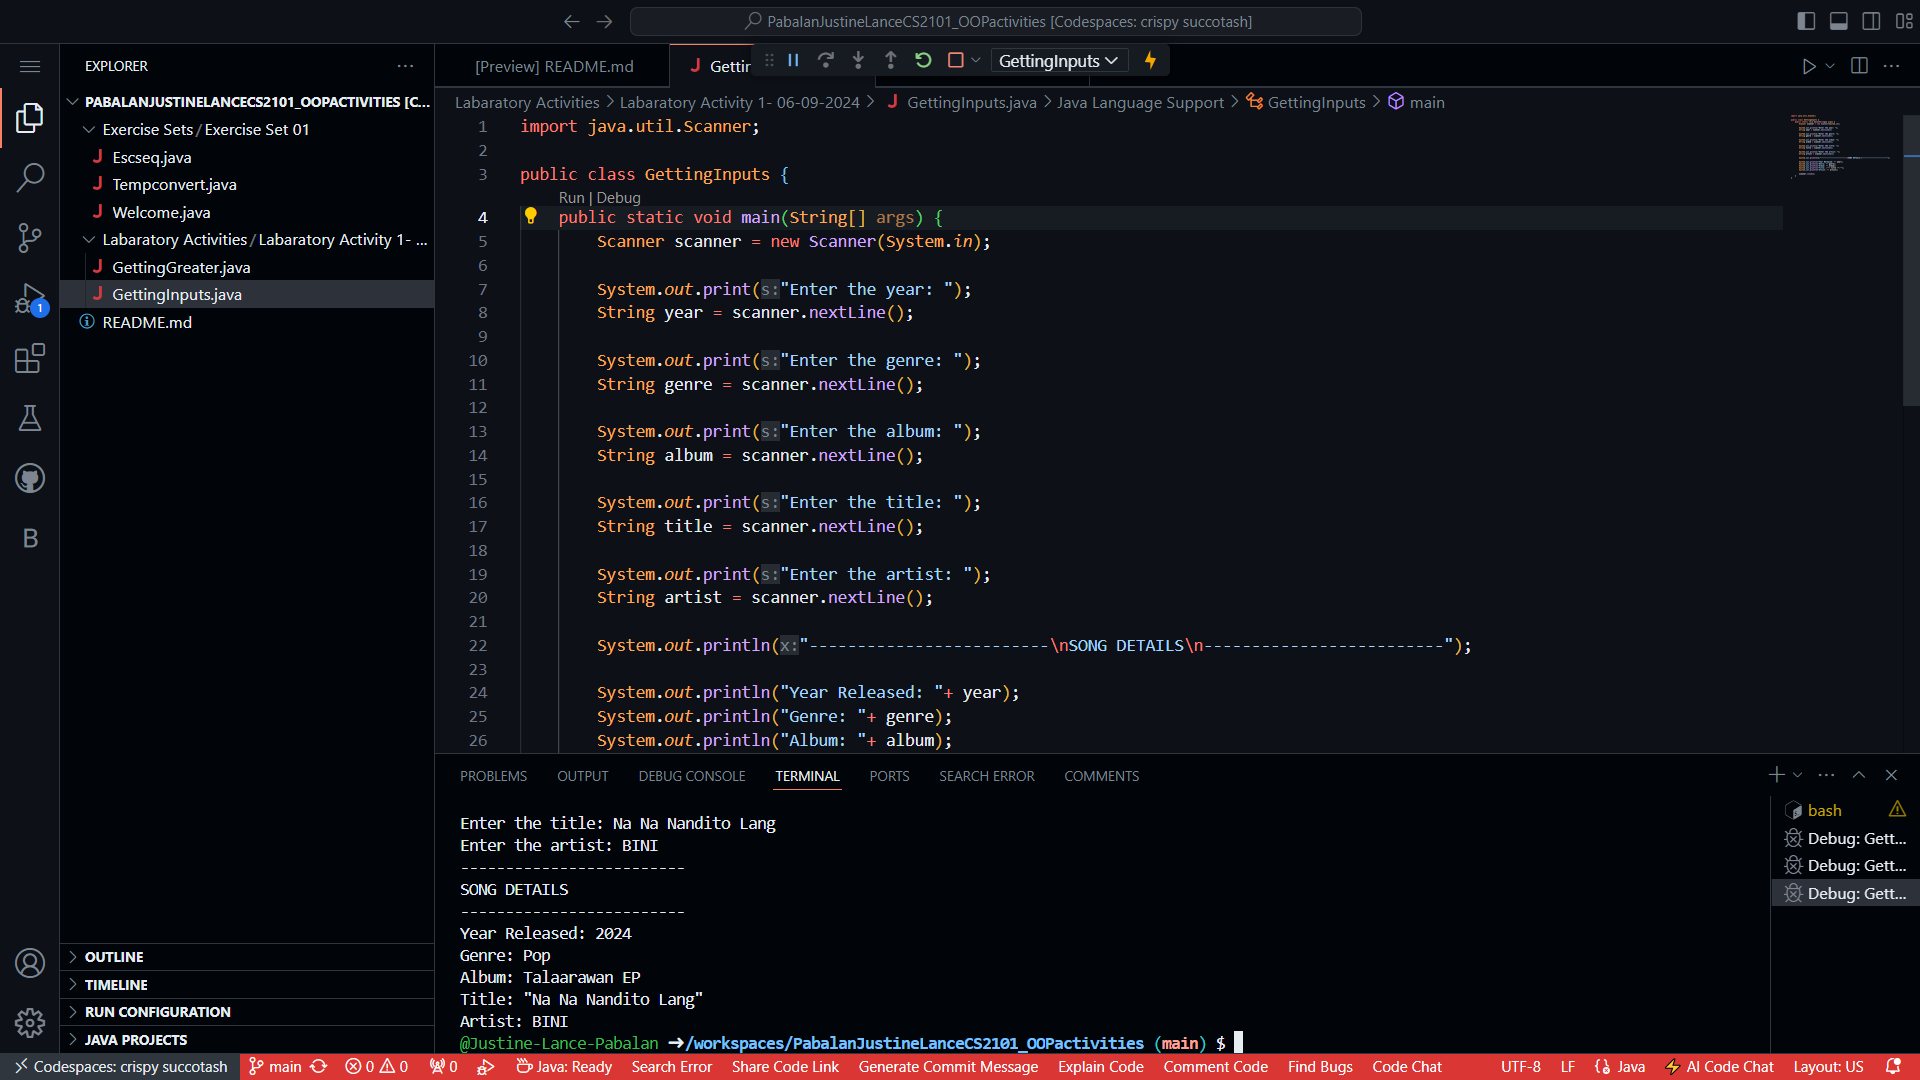 PabalanJustineLanceCS2101_OOPactivities [Codespaces: crispy succotash]
EXPLORER
PABALANJUSTINELANCECS2101_OOPACTIVITIES [C...
Exercise Sets / Exercise Set 01
J Escseq.java
J Tempconvert.java
J Welcome.java
Labaratory Activities / Labaratory Activity 1- ...
J GettingGreater.java
J GettingInputs.java
README.md
1
B
OUTLINE
TIMELINE
RUN CONFIGURATION
JAVA PROJECTS
[Preview] README.md
J Gettir
GettingInputs
Labaratory Activities > Labaratory Activity 1- 06-09-2024 > J GettingInputs.java > Java Language Support > GettingInputs > main
1 import java.util.Scanner;
2
3 public class GettingInputs {
Run | Debug
4 public static void main(String[] args) {
5 Scanner scanner = new Scanner(System.in);
6
7 System.out.print(s:"Enter the year: ");
8 String year = scanner.nextLine();
9
10 System.out.print(s:"Enter the genre: ");
11 String genre = scanner.nextLine();
12
13 System.out.print(s:"Enter the album: ");
14 String album = scanner.nextLine();
15
16 System.out.print(s:"Enter the title: ");
17 String title = scanner.nextLine();
18
19 System.out.print(s:"Enter the artist: ");
20 String artist = scanner.nextLine();
21
22 System.out.println(x:"-------------------------\nSONG DETAILS\n-------------------------");
23
24 System.out.println("Year Released: "+ year);
25 System.out.println("Genre: "+ genre);
26 System.out.println("Album: "+ album);
PROBLEMS OUTPUT DEBUG CONSOLE TERMINAL PORTS SEARCH ERROR COMMENTS
Enter the title: Na Na Nandito Lang
Enter the artist: BINI
-------------------------
SONG DETAILS
-------------------------
Year Released: 2024
Genre: Pop
Album: Talaarawan EP
Title: "Na Na Nandito Lang"
Artist: BINI
@Justine-Lance-Pabalan ➜/workspaces/PabalanJustineLanceCS2101_OOPactivities (main) $
bash
Debug: Gett...
Debug: Gett...
Debug: Gett...
Codespaces: crispy succotash main 0 0 0 Java: Ready Search Error Share Code Link Generate Commit Message Explain Code Comment Code Find Bugs Code Chat UTF-8 LF Java AI Code Chat Layout: US